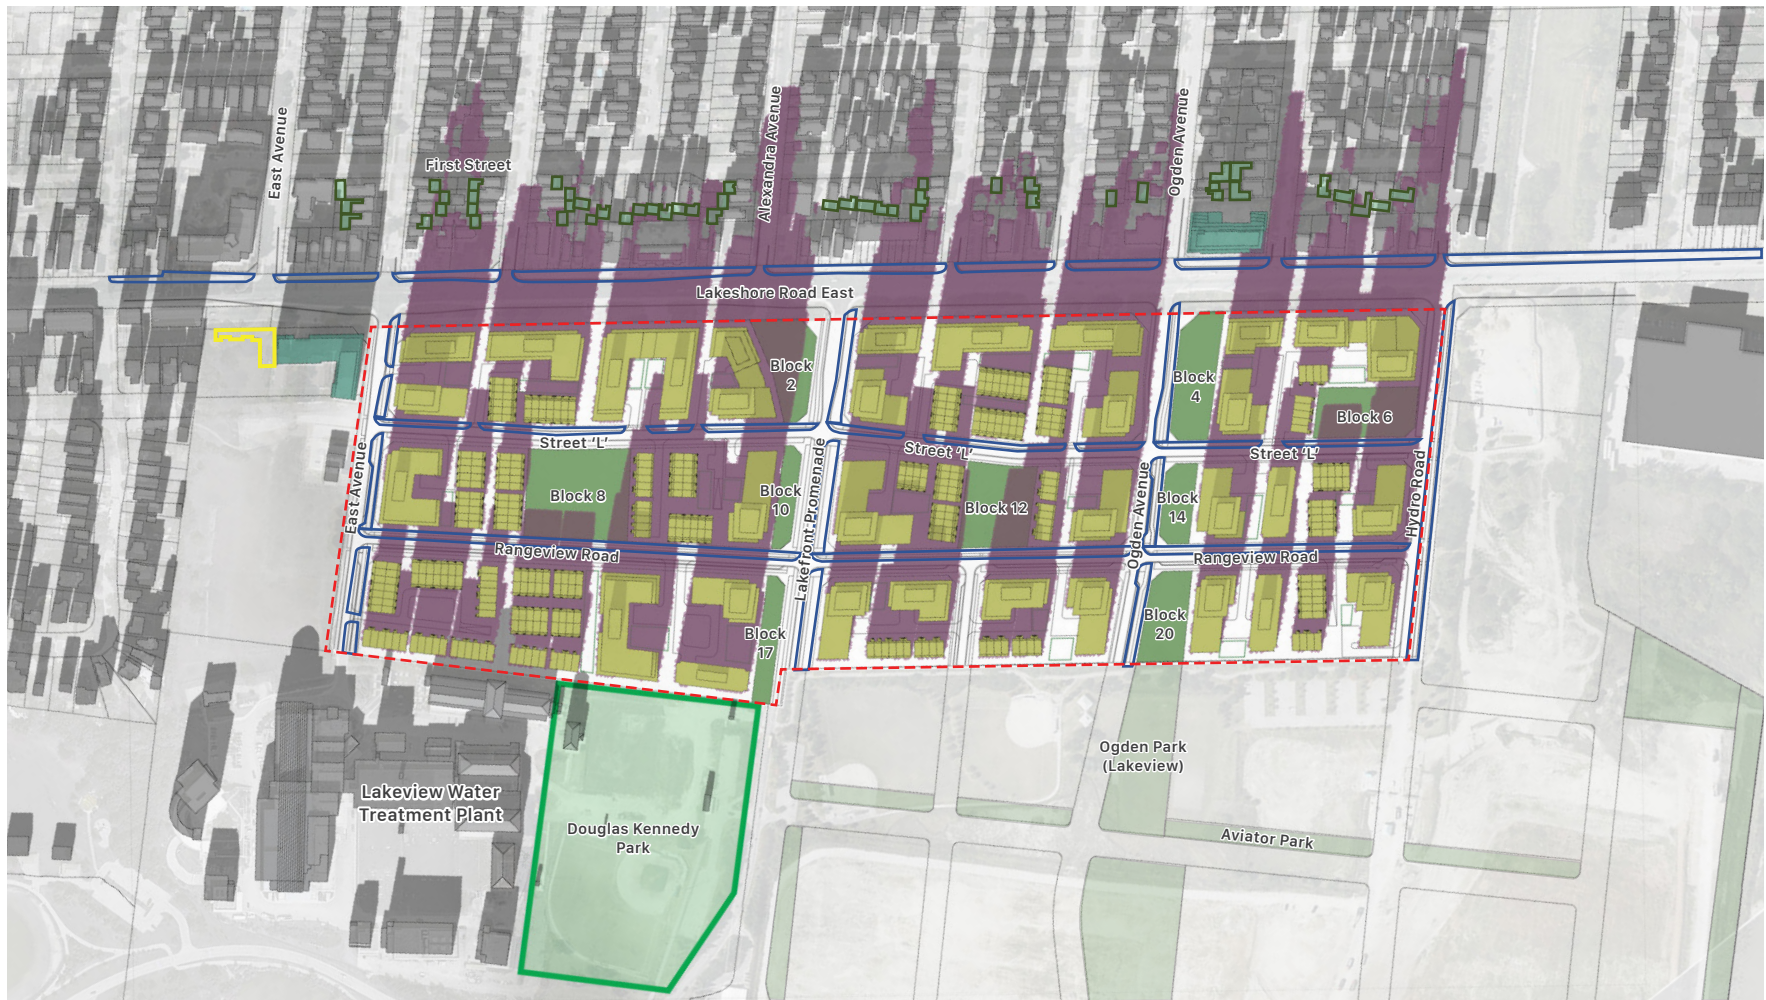 East Avenue
First Street
Alexandra Avenue
Ogden Avenue
Lakeshore Road East
Block
2
Block
4
Block 6
Street ‘L’
Street ‘L’
Street ‘L’
East Avenue
Block 8
Block
10
Lakefront Promenade
Block 12
Ogden Avenue
Block
14
Hydro Road
Rangeview Road
Rangeview Road
Block
17
Block
20
Lakeview Water
Treatment Plant
Douglas Kennedy
Park
Ogden Park
(Lakeview)
Aviator Park